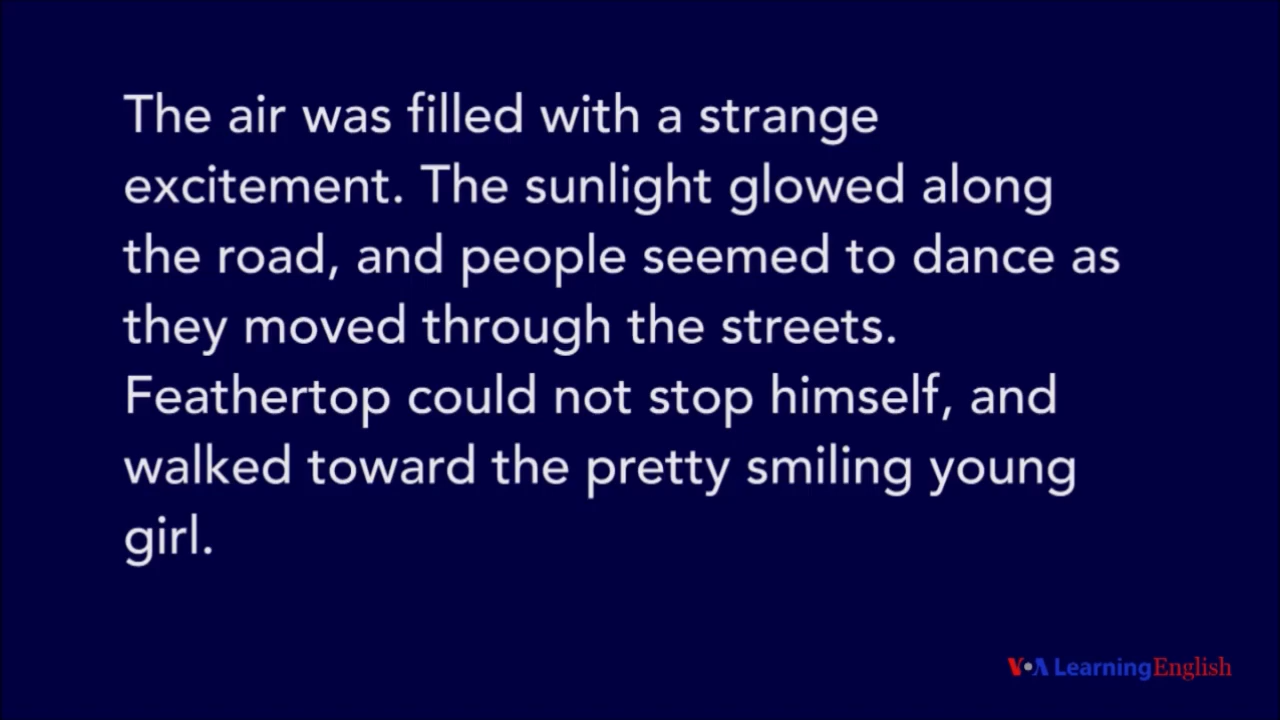 The air was filled with a strange
excitement. The sunlight glowed along
the road, and people seemed to dance as
they moved through the streets.
Feathertop could not stop himself, and
walked toward the pretty smiling young
girl.
VOA Learning English